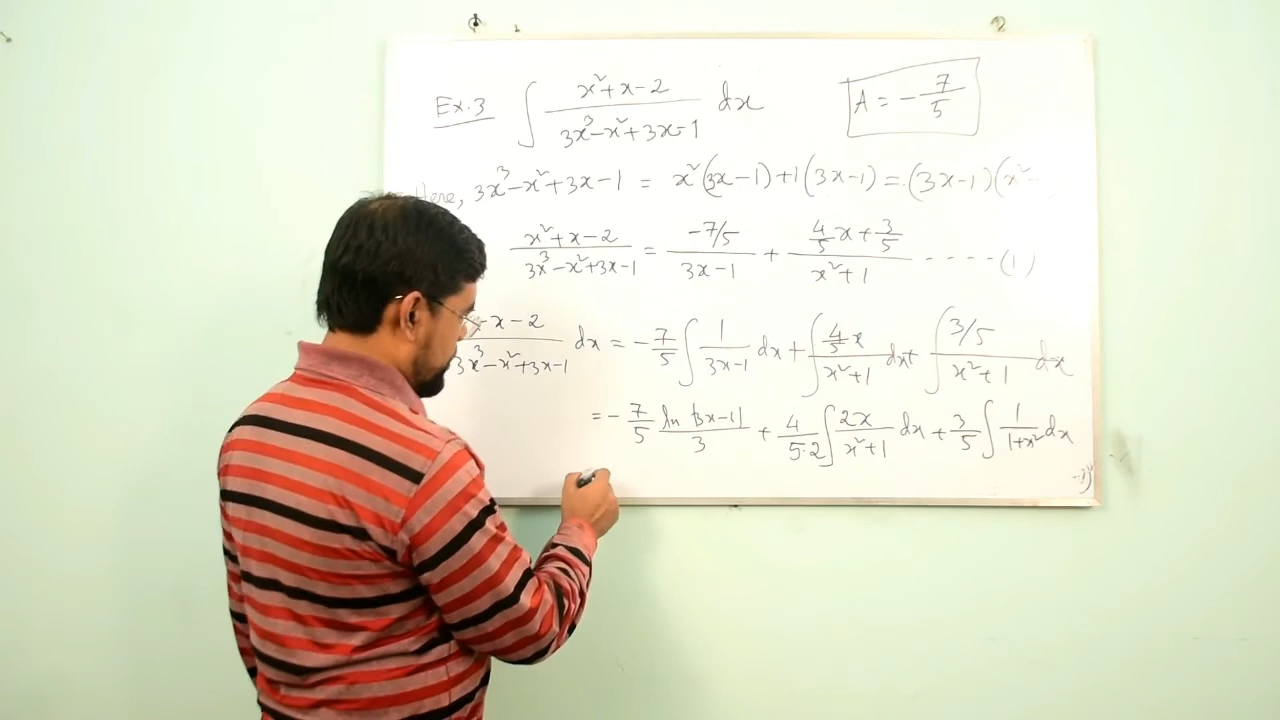 Ex.3 ∫ (x²+x-2)/(3x³-x²+3x-1) dx
A = -7/5
Here, 3x³-x²+3x-1 = x²(3x-1)+1(3x-1) = (3x-1)(x²
(x²+x-2)/(3x³-x²+3x-1) = (-7/5)/(3x-1) + (4/5 x + 3/5)/(x²+1) -----(1)
x-2)/(3x³-x²+3x-1) dx = -7/5 ∫ 1/(3x-1) dx + ∫ (4/5 x)/(x²+1) dx + ∫ (3/5)/(x²+1) dx
= -7/5 ln|3x-1|/3 + 4/(5·2) ∫ 2x/(x²+1) dx + 3/5 ∫ 1/(1+x²) dx